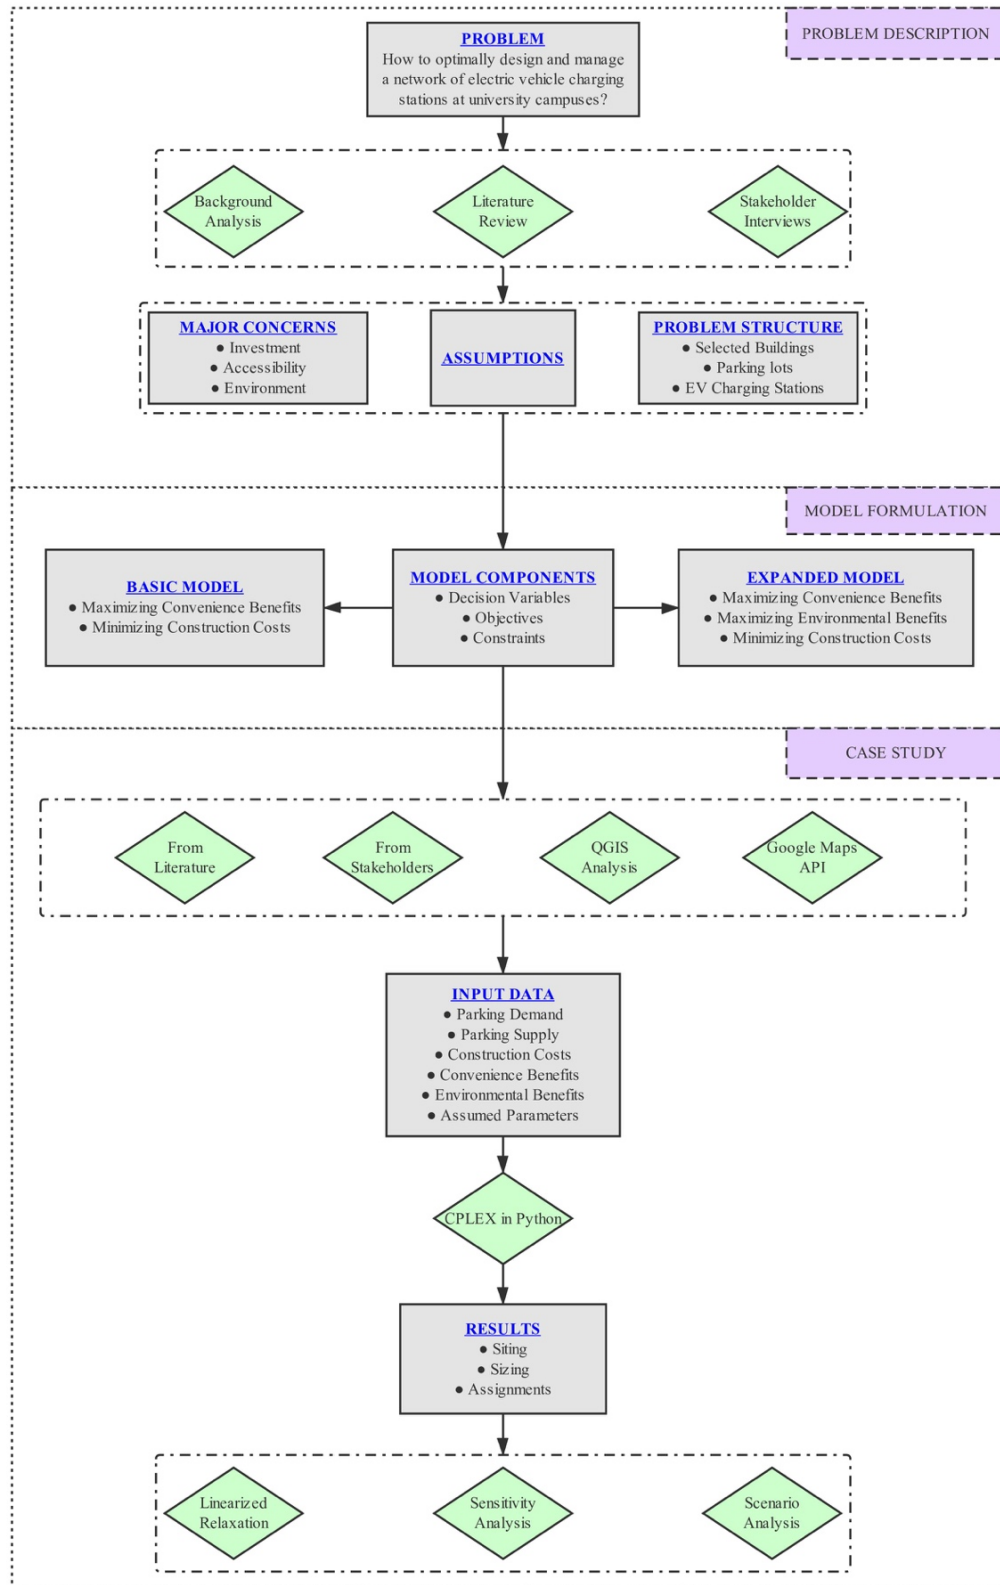 PROBLEM DESCRIPTION
PROBLEM
How to optimally design and manage
a network of electric vehicle charging
stations at university campuses?
Background
Analysis
Literature
Review
Stakeholder
Interviews
MAJOR CONCERNS
● Investment
● Accessibility
● Environment
ASSUMPTIONS
PROBLEM STRUCTURE
● Selected Buildings
● Parking lots
● EV Charging Stations
MODEL FORMULATION
BASIC MODEL
● Maximizing Convenience Benefits
● Minimizing Construction Costs
MODEL COMPONENTS
● Decision Variables
● Objectives
● Constraints
EXPANDED MODEL
● Maximizing Convenience Benefits
● Maximizing Environmental Benefits
● Minimizing Construction Costs
CASE STUDY
From
Literature
From
Stakeholders
QGIS
Analysis
Google Maps
API
INPUT DATA
● Parking Demand
● Parking Supply
● Construction Costs
● Convenience Benefits
● Environmental Benefits
● Assumed Parameters
CPLEX in Python
RESULTS
● Siting
● Sizing
● Assignments
Linearized
Relaxation
Sensitivity
Analysis
Scenario
Analysis